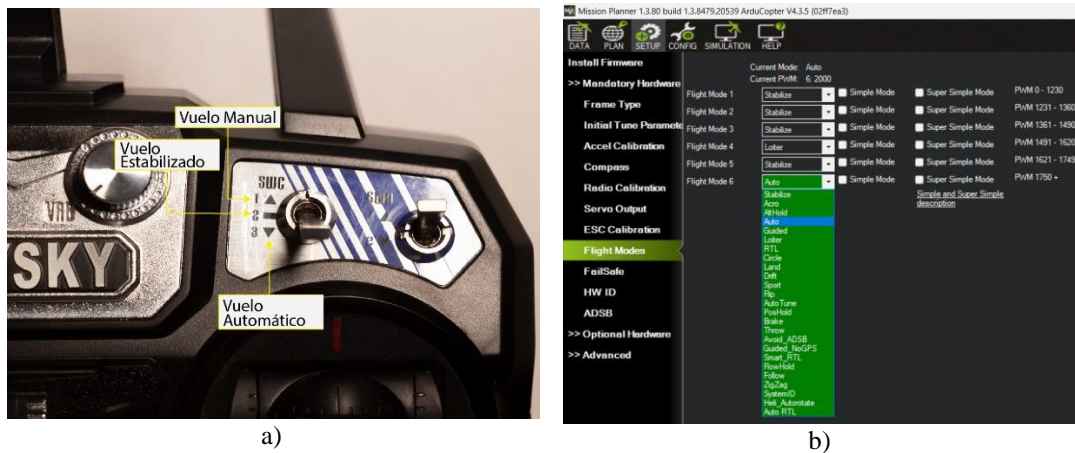 Vuelo Manual
Vuelo
Estabilizado
SWC
1
2
3
VRB
SKY
Vuelo
Automático
a)
Mission Planner 1.3.80 build 1.3.8479.20539 ArduCopter V4.3.5 (02ff7ea3)
DATA PLAN SETUP CONFIG SIMULATION HELP
Install Firmware
>> Mandatory Hardware
Frame Type
Initial Tune Paramete
Accel Calibration
Compass
Radio Calibration
Servo Output
ESC Calibration
Flight Modes
FailSafe
HW ID
ADSB
>> Optional Hardware
>> Advanced
Current Mode: Auto
Current PWM: 6: 2000
Flight Mode 1 Stabilize Simple Mode Super Simple Mode PWM 0 - 1230
Flight Mode 2 Stabilize Simple Mode Super Simple Mode PWM 1231 - 1360
Flight Mode 3 Stabilize Simple Mode Super Simple Mode PWM 1361 - 1490
Flight Mode 4 Loiter Simple Mode Super Simple Mode PWM 1491 - 1620
Flight Mode 5 Stabilize Simple Mode Super Simple Mode PWM 1621 - 1749
Flight Mode 6 Auto Simple Mode Super Simple Mode PWM 1750 +
Simple and Super Simple
description
Stabilize
Acro
AltHold
Auto
Guided
Loiter
RTL
Circle
Land
Drift
Sport
Flip
AutoTune
PosHold
Brake
Throw
Avoid_ADSB
Guided_NoGPS
Smart_RTL
FlowHold
Follow
ZigZag
SystemID
Heli_Autorotate
Auto RTL
b)